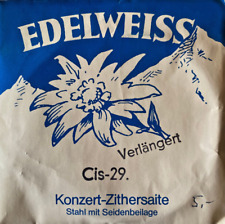 EDELWEISS
Verlängert
Cis-29.
Konzert-Zithersaite
Stahl mit Seidenbeilage
5,-